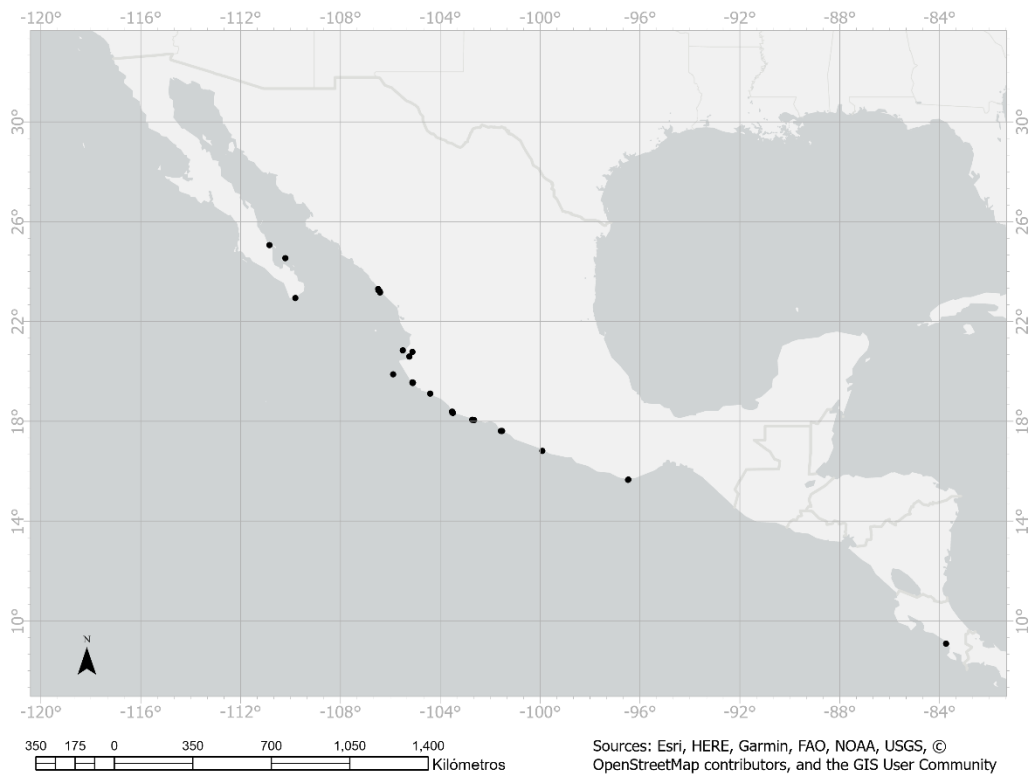 -120° -116° -112° -108° -104° -100° -96° -92° -88° -84°
30° 30°
26° 26°
22° 22°
18° 18°
14° 14°
10° 10°
N
-120° -116° -112° -108° -104° -100° -96° -92° -88° -84°
350 175 0 350 700 1,050 1,400
Kilómetros
Sources: Esri, HERE, Garmin, FAO, NOAA, USGS, ©
OpenStreetMap contributors, and the GIS User Community